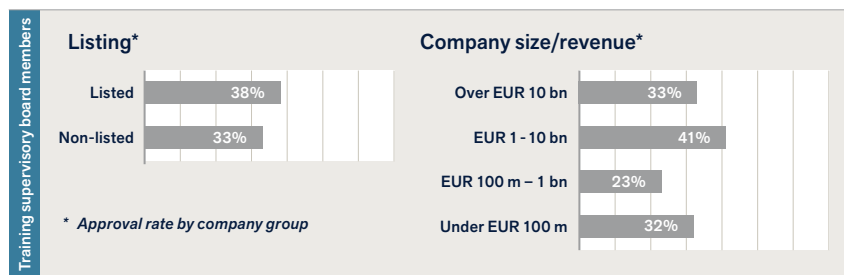 Training supervisory board members
Listing*
Listed 38%
Non-listed 33%
* Approval rate by company group
Company size/revenue*
Over EUR 10 bn 33%
EUR 1 - 10 bn 41%
EUR 100 m – 1 bn 23%
Under EUR 100 m 32%